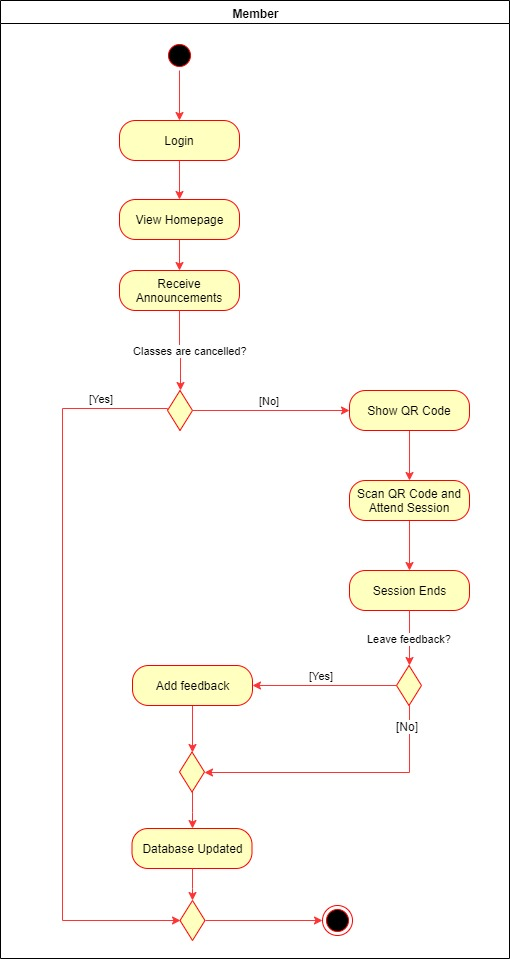 Member
Login
View Homepage
Receive
Announcements
Classes are cancelled?
[Yes]
[No]
Show QR Code
Scan QR Code and
Attend Session
Session Ends
Leave feedback?
[Yes]
Add feedback
[No]
Database Updated